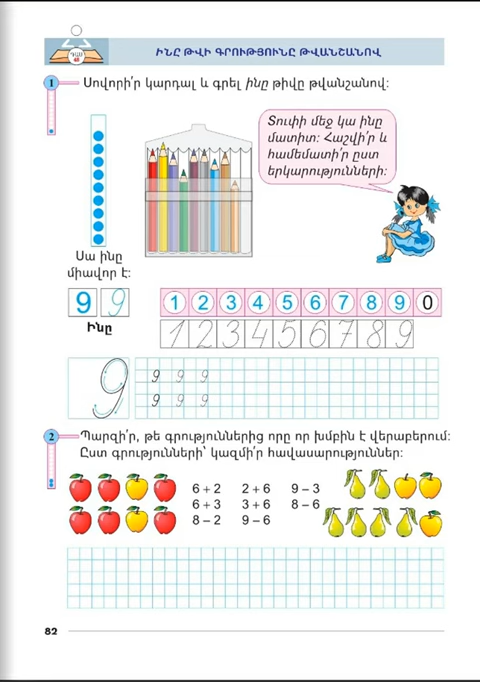 ԴԱՍ
48
ԻՆԸ ԹՎԻ ԳՐՈՒԹՅՈՒՆԸ ԹՎԱՆՇԱՆՈՎ
1 Սովորի՛ր կարդալ և գրել ինը թիվը թվանշանով:
Տուփի մեջ կա ինը
մատիտ: Հաշվի՛ր և
համեմատի՛ր ըստ
երկարությունների:
Սա ինը
միավոր է:
9 9
Ինը
1 2 3 4 5 6 7 8 9 0
1 2 3 4 5 6 7 8 9
9 9 9 9
9 9 9
2 Պարզի՛ր, թե գրություններից որը որ խմբին է վերաբերում:
Ըստ գրությունների՝ կազմի՛ր հավասարություններ:
6 + 2 2 + 6 9 – 3
6 + 3 3 + 6 8 – 6
8 – 2 9 – 6
82